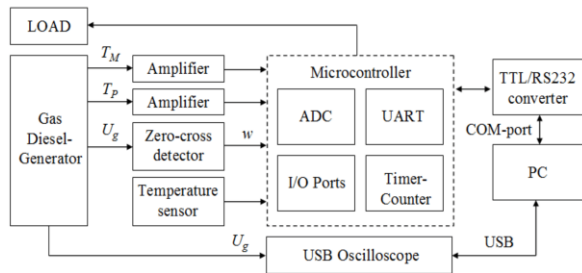 LOAD
T_M
Amplifier
Microcontroller
TTL/RS232
converter
T_P
Amplifier
ADC
UART
Gas
Diesel-
Generator
U_g
Zero-cross
detector
w
COM-port
I/O Ports
Timer-
Counter
PC
Temperature
sensor
U_g
USB Oscilloscope
USB